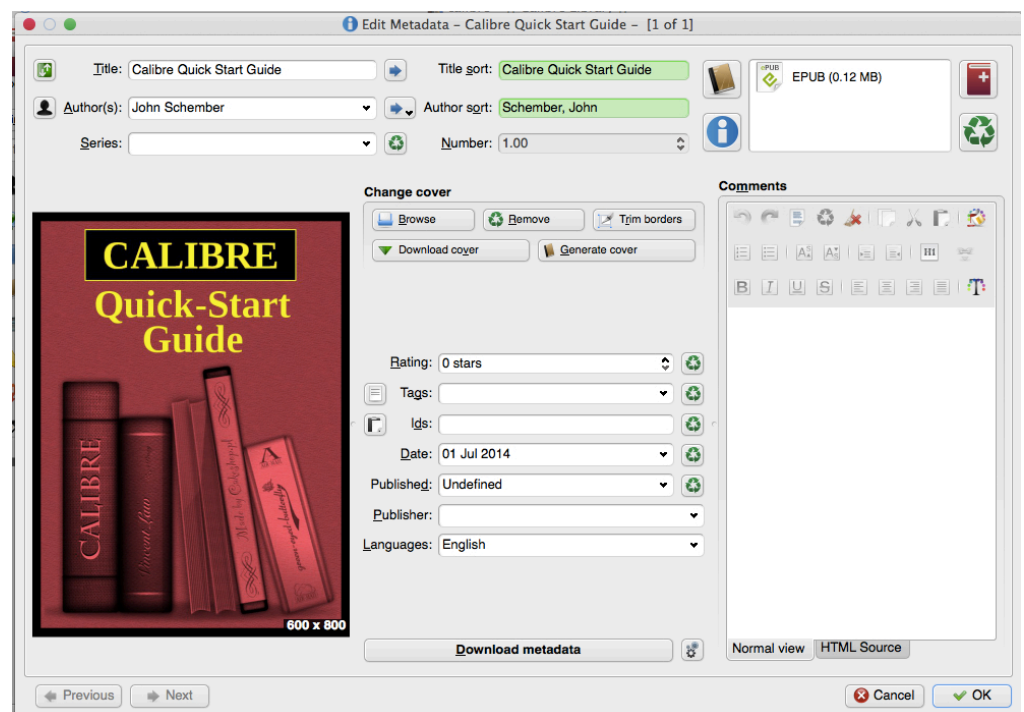 Edit Metadata – Calibre Quick Start Guide – [1 of 1]
Title: Calibre Quick Start Guide
Title sort: Calibre Quick Start Guide
ePUB
EPUB (0.12 MB)
Author(s): John Schember
Author sort: Schember, John
Series:
Number: 1.00
Change cover
Browse
Remove
Trim borders
Download cover
Generate cover
CALIBRE
Quick-Start
Guide
CALIBRE
Vincent Law
600 x 800
Rating: 0 stars
Tags:
Ids:
Date: 01 Jul 2014
Published: Undefined
Publisher:
Languages: English
Download metadata
Comments
H1
B I U S
Normal view
HTML Source
Previous
Next
Cancel
OK